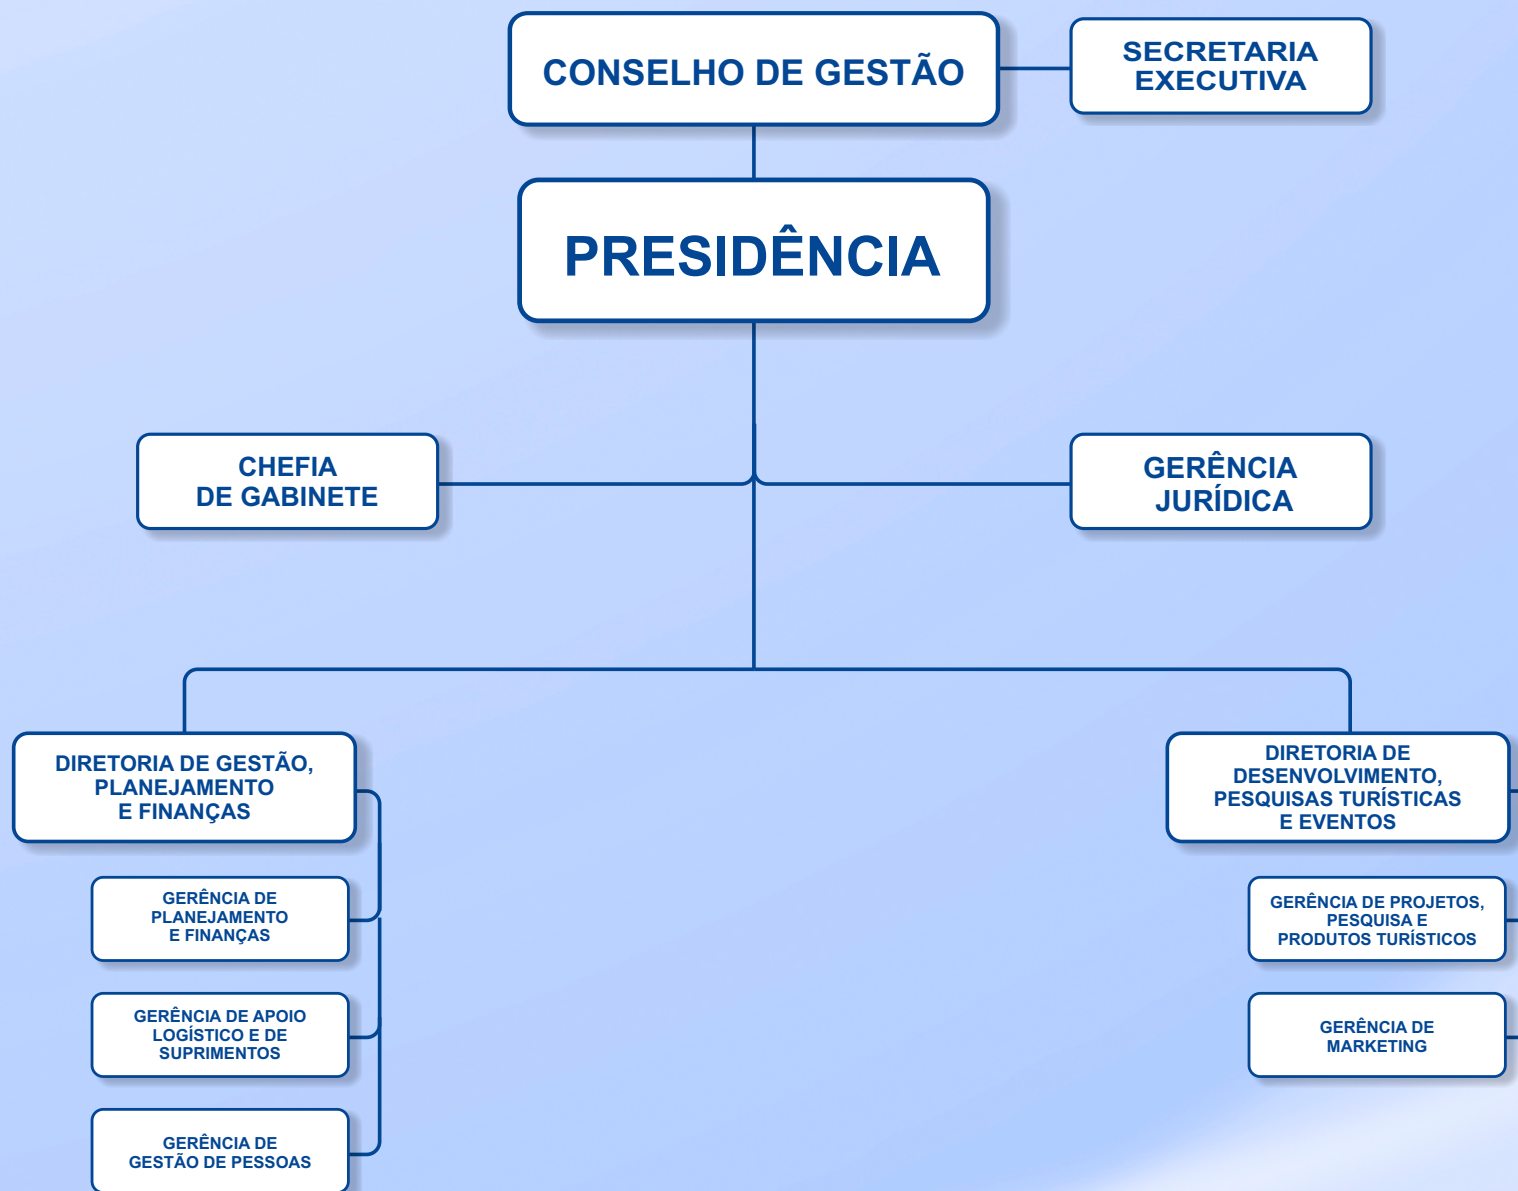 CONSELHO DE GESTÃO
SECRETARIA
EXECUTIVA
PRESIDÊNCIA
CHEFIA
DE GABINETE
GERÊNCIA
JURÍDICA
DIRETORIA DE GESTÃO,
PLANEJAMENTO
E FINANÇAS
DIRETORIA DE
DESENVOLVIMENTO,
PESQUISAS TURÍSTICAS
E EVENTOS
GERÊNCIA DE
PLANEJAMENTO
E FINANÇAS
GERÊNCIA DE PROJETOS,
PESQUISA E
PRODUTOS TURÍSTICOS
GERÊNCIA DE APOIO
LOGÍSTICO E DE
SUPRIMENTOS
GERÊNCIA DE
MARKETING
GERÊNCIA DE
GESTÃO DE PESSOAS